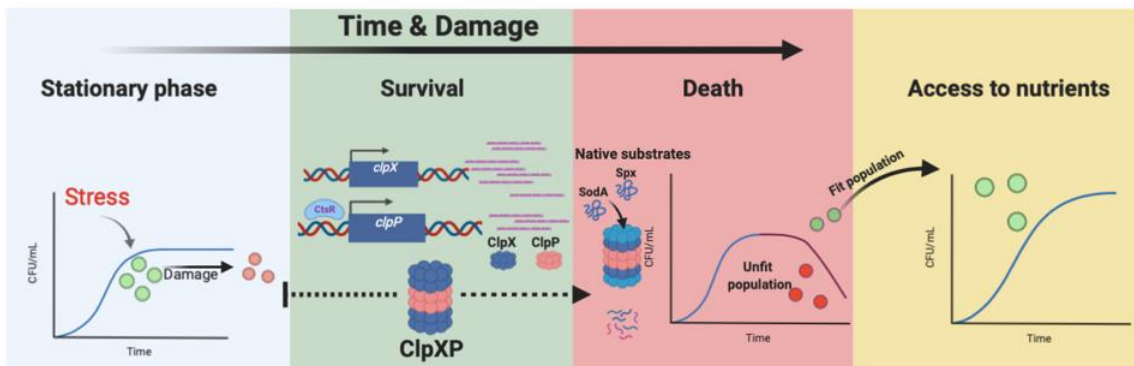 Time & Damage
Stationary phase
Survival
Death
Access to nutrients
Stress
Damage
CFU/mL
Time
clpX
CtsR
clpP
ClpX
ClpP
ClpXP
Native substrates
Spx
SodA
CFU/mL
Unfit
population
Time
Fit population
CFU/mL
Time